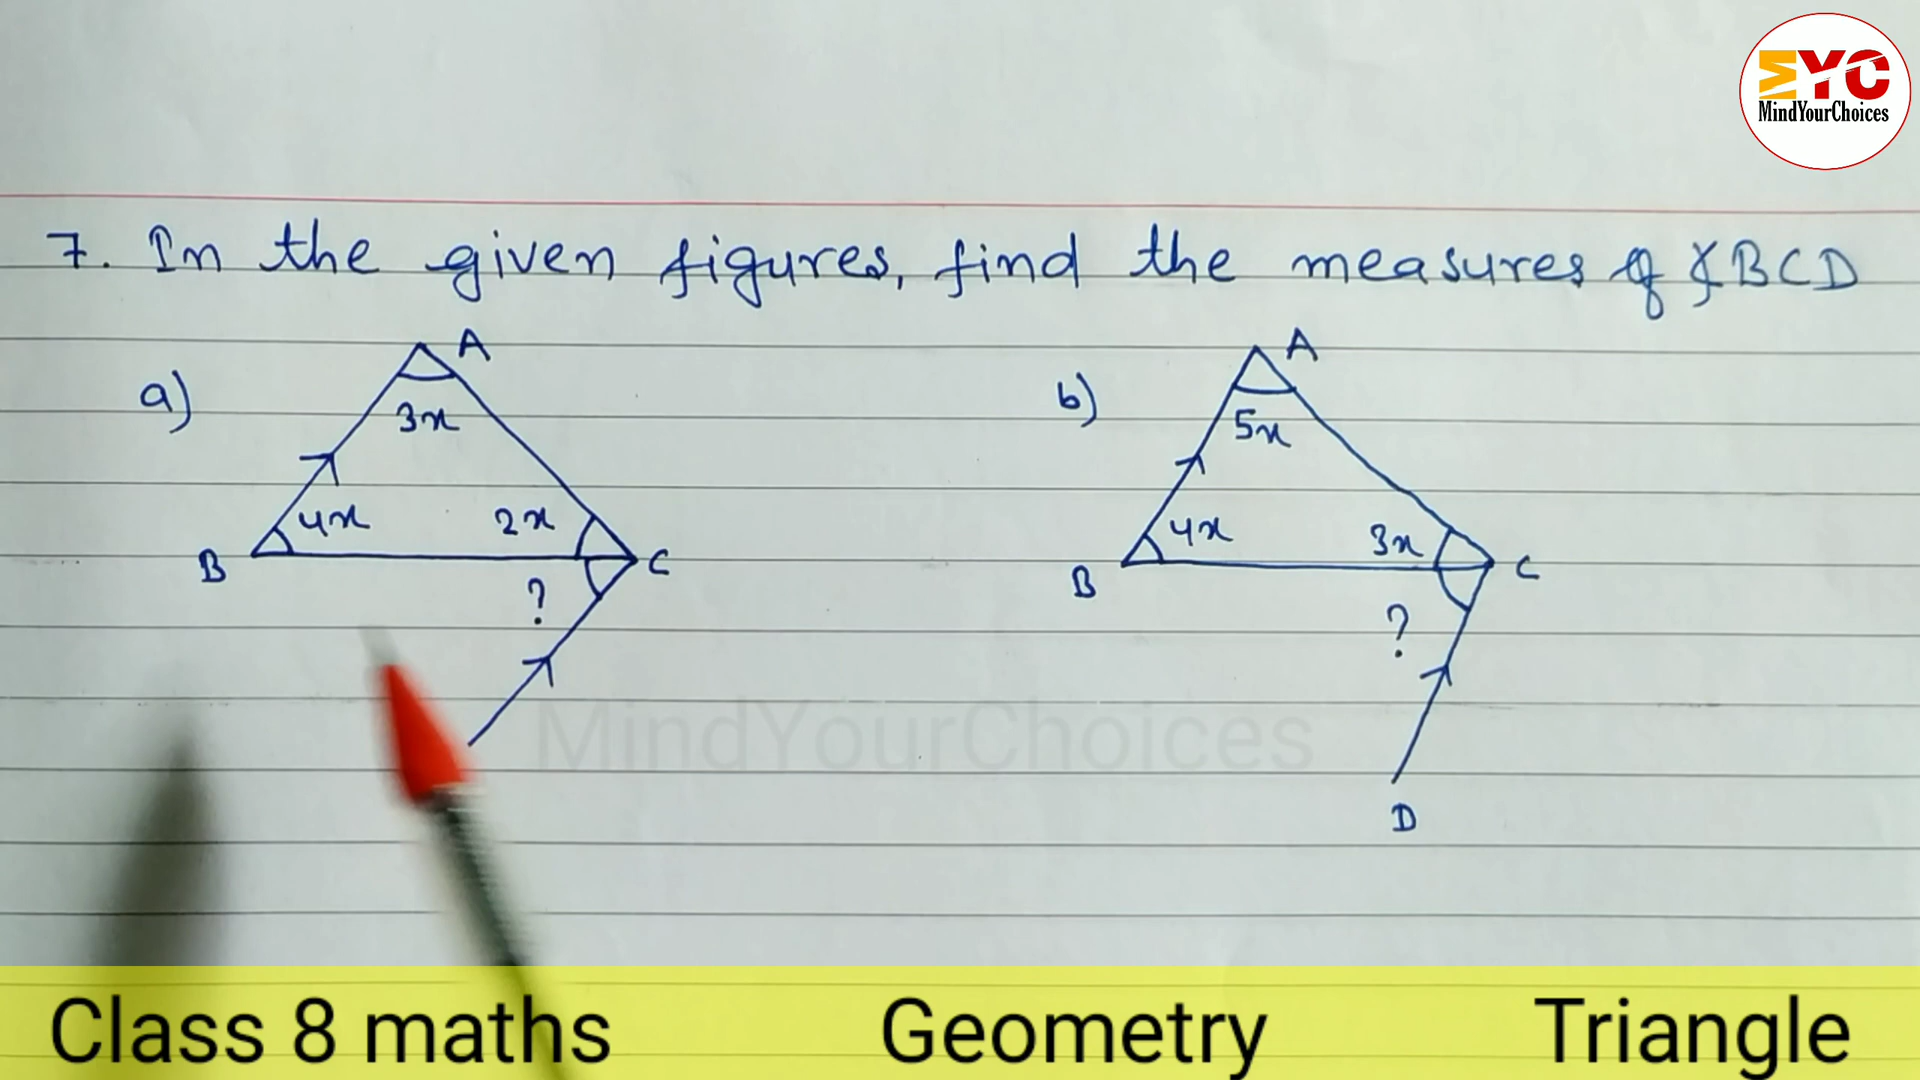 MYC
MindYourChoices
7. In the given figures, find the measures of ∡BCD
a)
A
3x
4x
2x
B
C
?
b)
A
5x
4x
3x
B
C
?
D
MindYourChoices
Class 8 maths Geometry Triangle